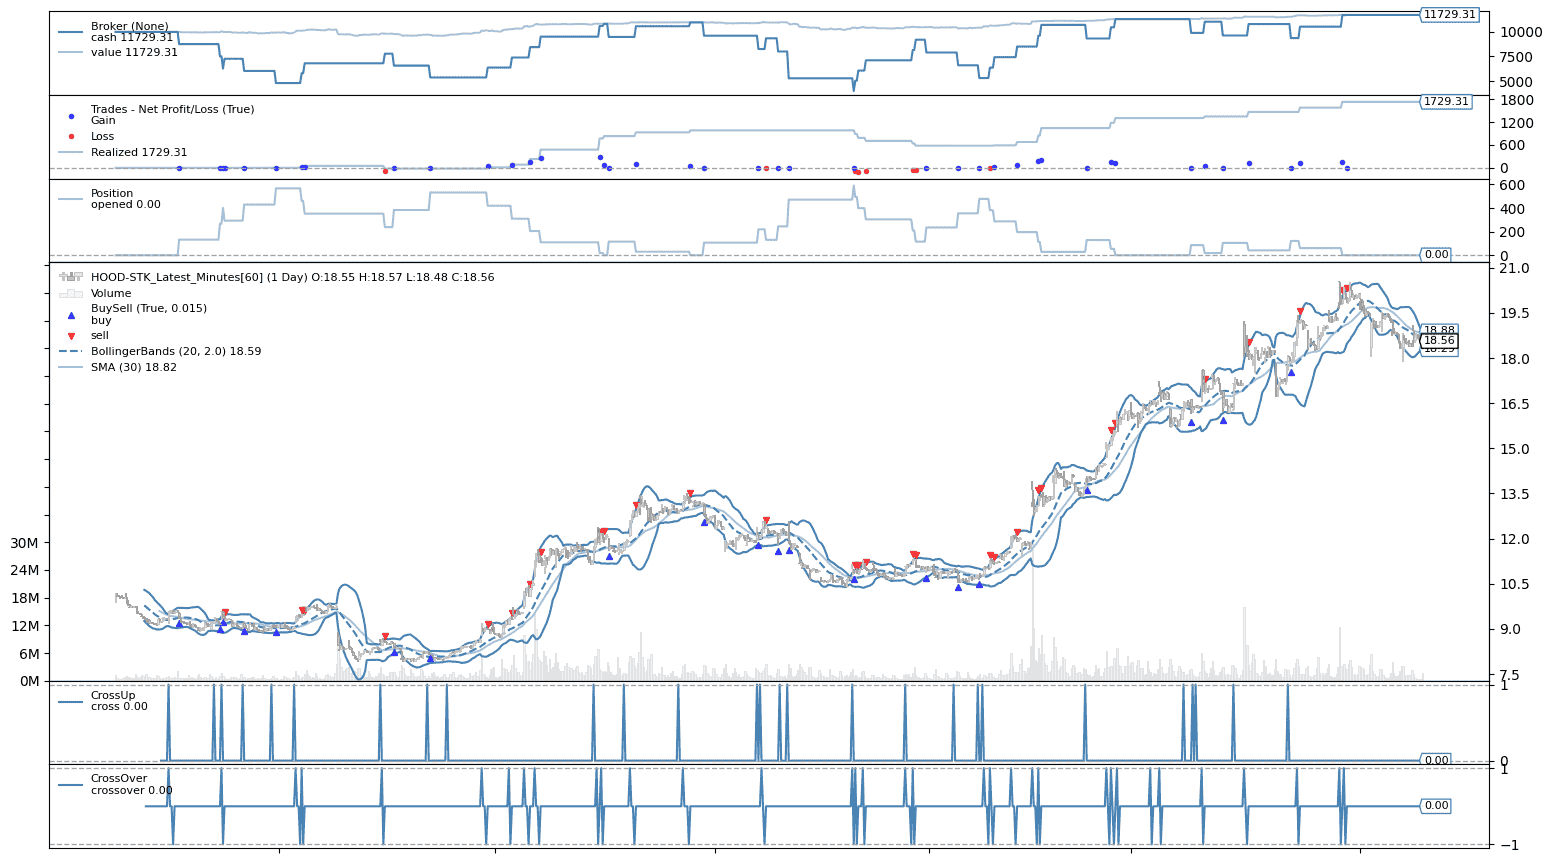 Broker (None)
cash 11729.31
value 11729.31
11729.31
10000
7500
5000
Trades - Net Profit/Loss (True)
Gain
Loss
Realized 1729.31
1729.31
1800
1200
600
0
Position
opened 0.00
600
400
200
0
0.00
HOOD-STK_Latest_Minutes[60] (1 Day) O:18.55 H:18.57 L:18.48 C:18.56
Volume
BuySell (True, 0.015)
buy
sell
BollingerBands (20, 2.0) 18.59
SMA (30) 18.82
21.0
19.5
18.88
18.56
18.29
18.0
16.5
15.0
13.5
12.0
10.5
9.0
7.5
30M
24M
18M
12M
6M
0M
CrossUp
cross 0.00
1
0.00
0
CrossOver
crossover 0.00
1
0.00
−1